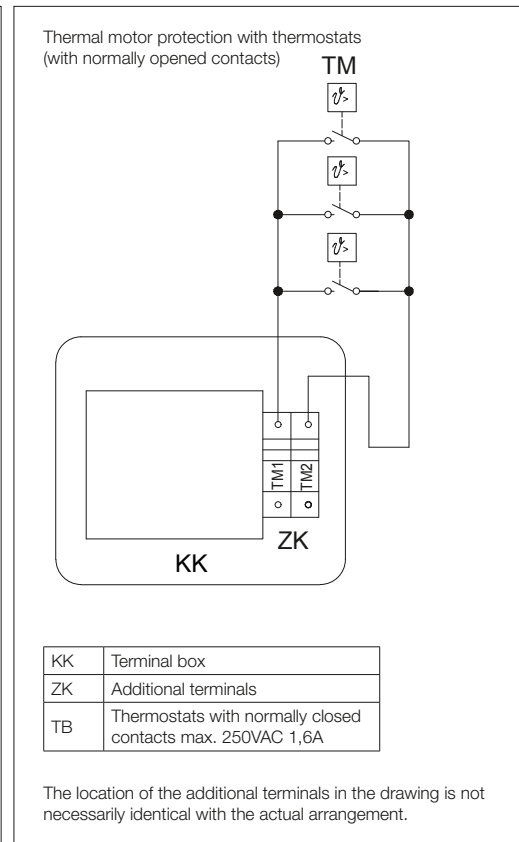 Thermal motor protection with thermostats
(with normally opened contacts)
TM
ϑ>
ϑ>
ϑ>
TM1
TM2
ZK
KK
KK Terminal box
ZK Additional terminals
TB Thermostats with normally closed
contacts max. 250VAC 1,6A
The location of the additional terminals in the drawing is not
necessarily identical with the actual arrangement.